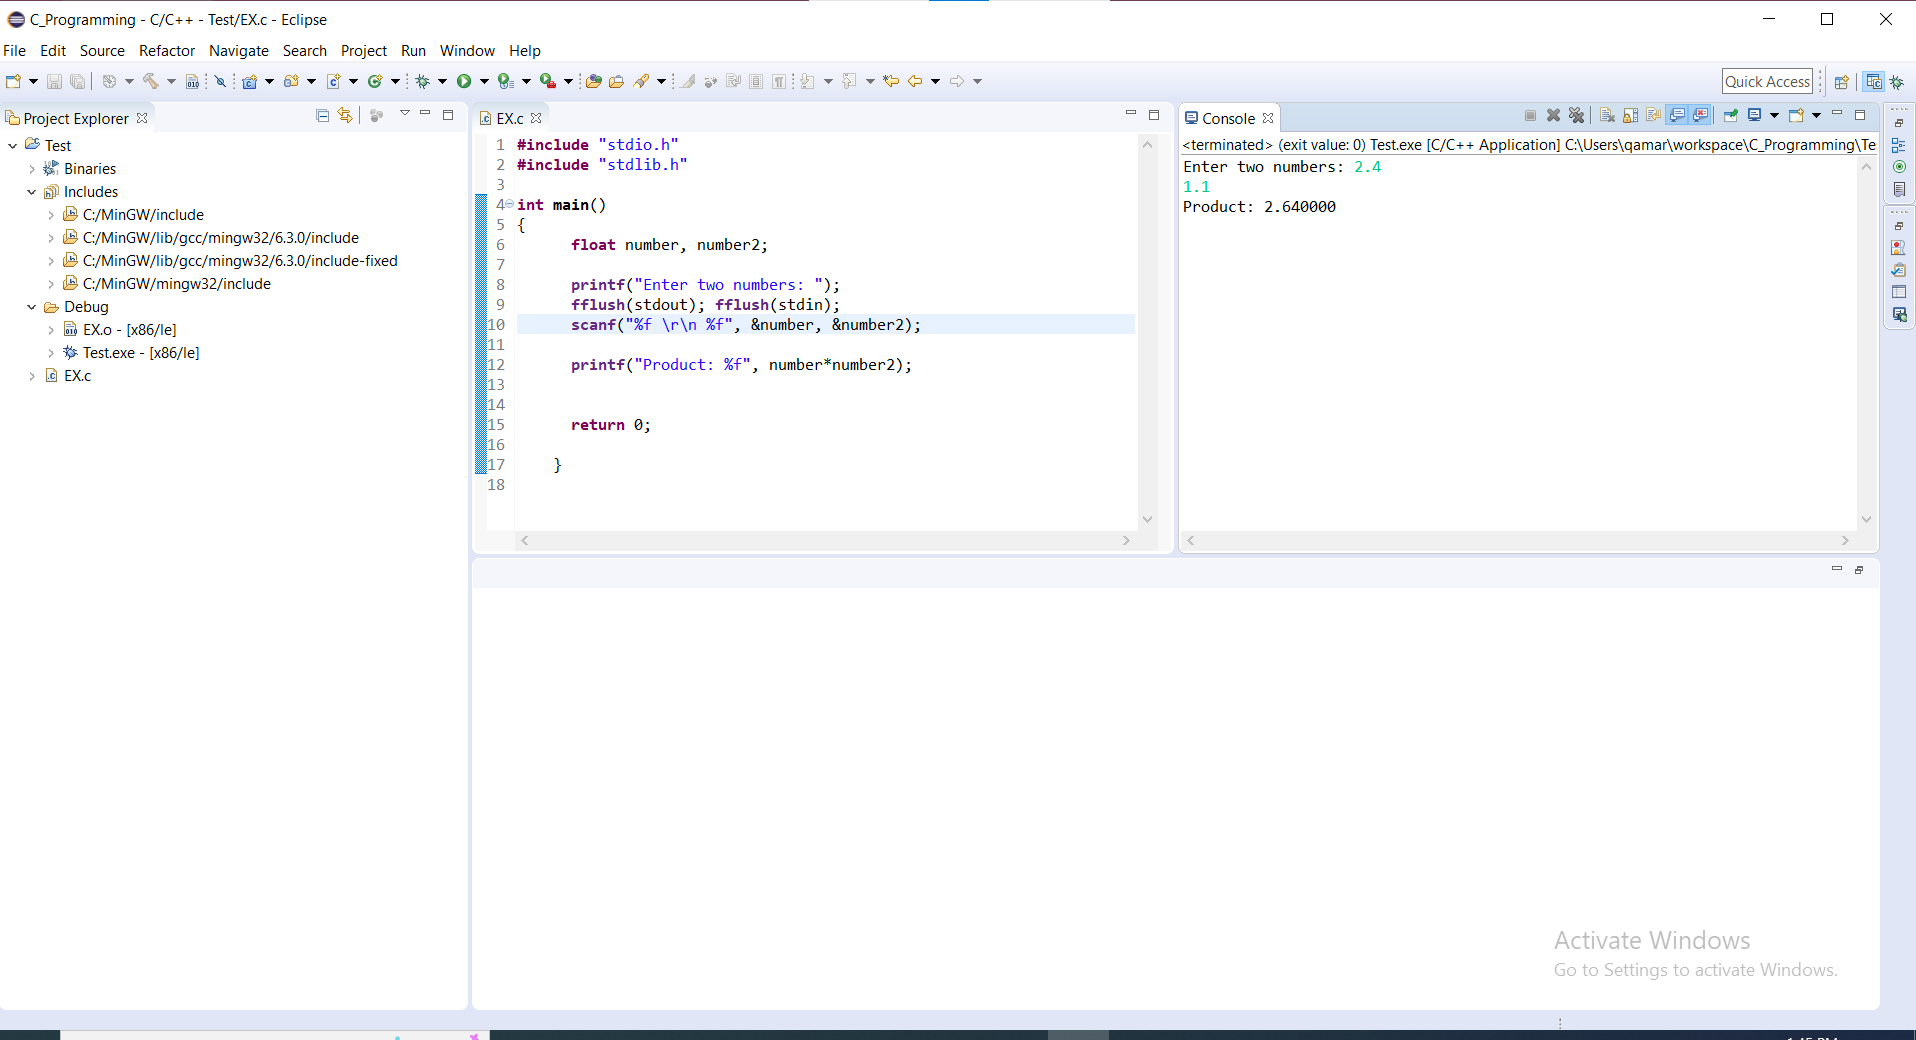 C_Programming - C/C++ - Test/EX.c - Eclipse
File Edit Source Refactor Navigate Search Project Run Window Help
Quick Access
Project Explorer
Test
Binaries
Includes
C:/MinGW/include
C:/MinGW/lib/gcc/mingw32/6.3.0/include
C:/MinGW/lib/gcc/mingw32/6.3.0/include-fixed
C:/MinGW/mingw32/include
Debug
EX.o - [x86/le]
Test.exe - [x86/le]
EX.c
EX.c
1 #include "stdio.h"
2 #include "stdlib.h"
3
4 int main()
5 {
6 float number, number2;
7
8 printf("Enter two numbers: ");
9 fflush(stdout); fflush(stdin);
10 scanf("%f \r\n %f", &number, &number2);
11
12 printf("Product: %f", number*number2);
13
14
15 return 0;
16
17 }
18
Console
<terminated> (exit value: 0) Test.exe [C/C++ Application] C:\Users\qamar\workspace\C_Programming\Te
Enter two numbers: 2.4
1.1
Product: 2.640000
Activate Windows
Go to Settings to activate Windows.